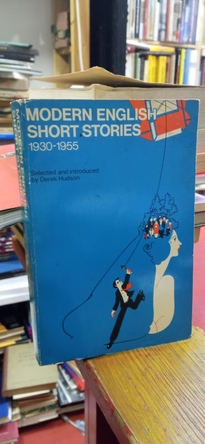 MODERN ENGLISH
SHORT STORIES
1930-1955
Selected and introduced
by Derek Hudson